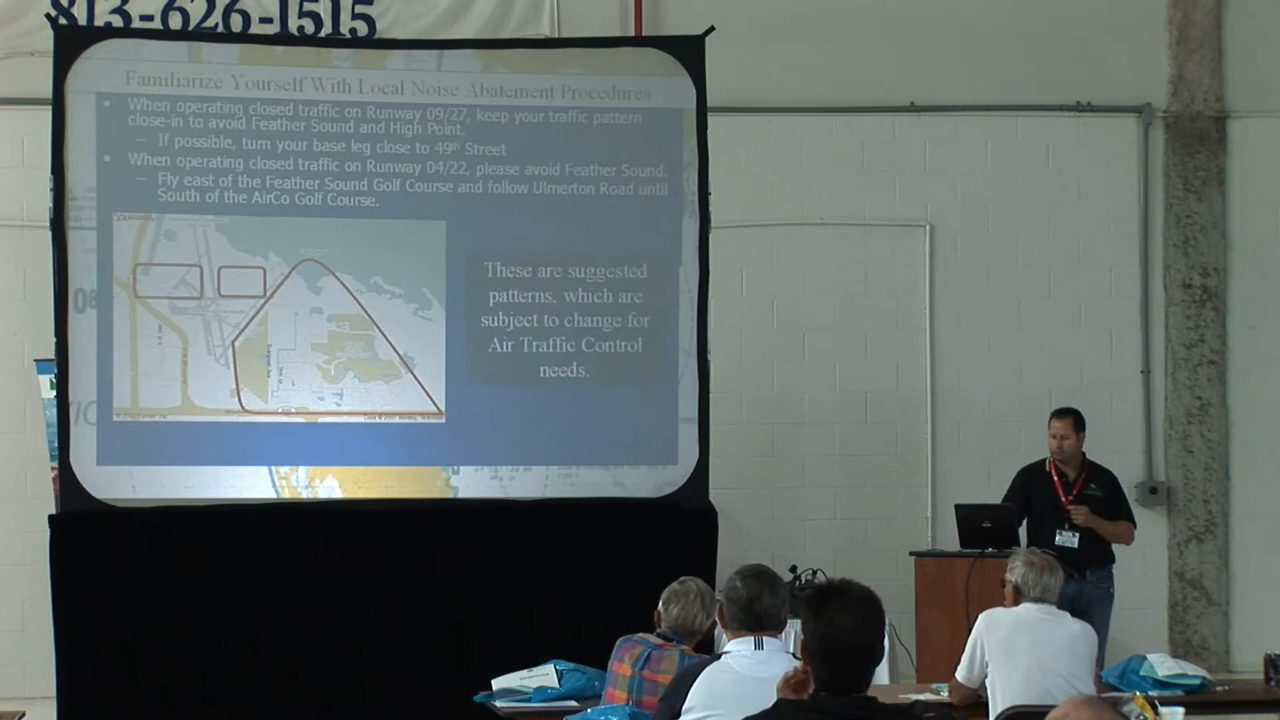 813-626-1515
Familiarize Yourself With Local Noise Abatement Procedures
• When operating closed traffic on Runway 09/27, keep your traffic pattern
close-in to avoid Feather Sound and High Point.
– If possible, turn your base leg close to 49th Street
• When operating closed traffic on Runway 04/22, please avoid Feather Sound.
– Fly east of the Feather Sound Golf Course and follow Ulmerton Road until
South of the AirCo Golf Course.
These are suggested
patterns, which are
subject to change for
Air Traffic Control
needs.